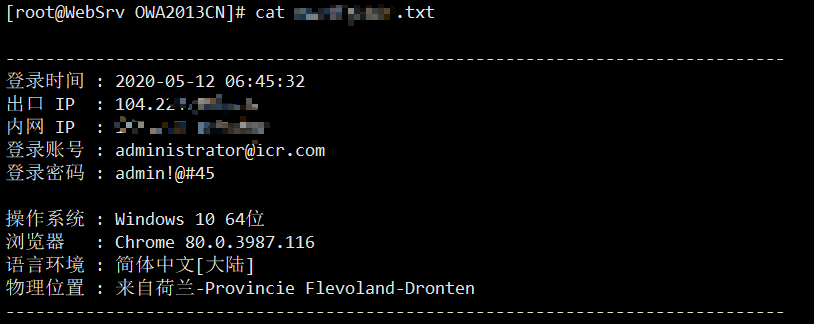 [root@WebSrv OWA2013CN]# cat .txt
--------------------------------------------------------------------------------
登录时间 : 2020-05-12 06:45:32
出口 IP : 104.22
内网 IP :
登录账号 : administrator@icr.com
登录密码 : admin!@#45
操作系统 : Windows 10 64位
浏览器 : Chrome 80.0.3987.116
语言环境 : 简体中文[大陆]
物理位置 : 来自荷兰-Provincie Flevoland-Dronten
--------------------------------------------------------------------------------